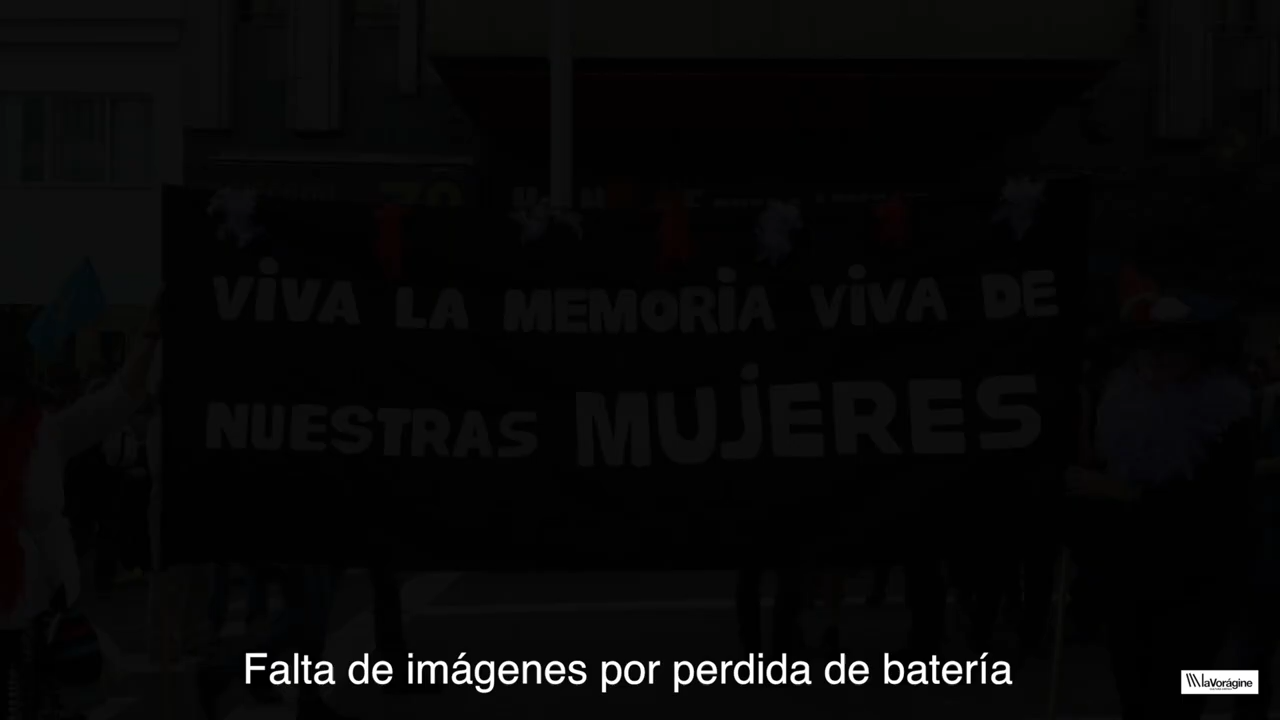 VIVA LA MEMORIA VIVA DE
NUESTRAS MUJERES
Falta de imágenes por perdida de batería
laVorágine